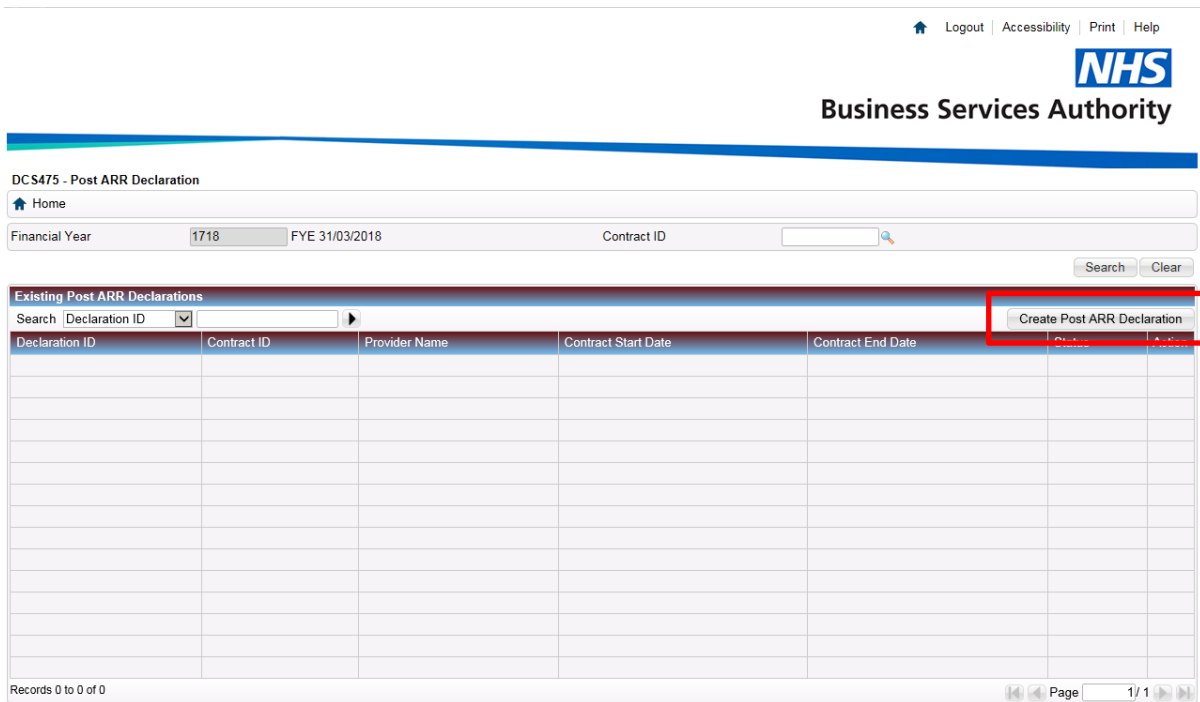 Logout Accessibility Print Help
NHS
Business Services Authority
DCS475 - Post ARR Declaration
Home
Financial Year 1718 FYE 31/03/2018 Contract ID
Search Clear
Existing Post ARR Declarations
Search Declaration ID Create Post ARR Declaration
Declaration ID Contract ID Provider Name Contract Start Date Contract End Date Status Action
Records 0 to 0 of 0 Page 1 / 1